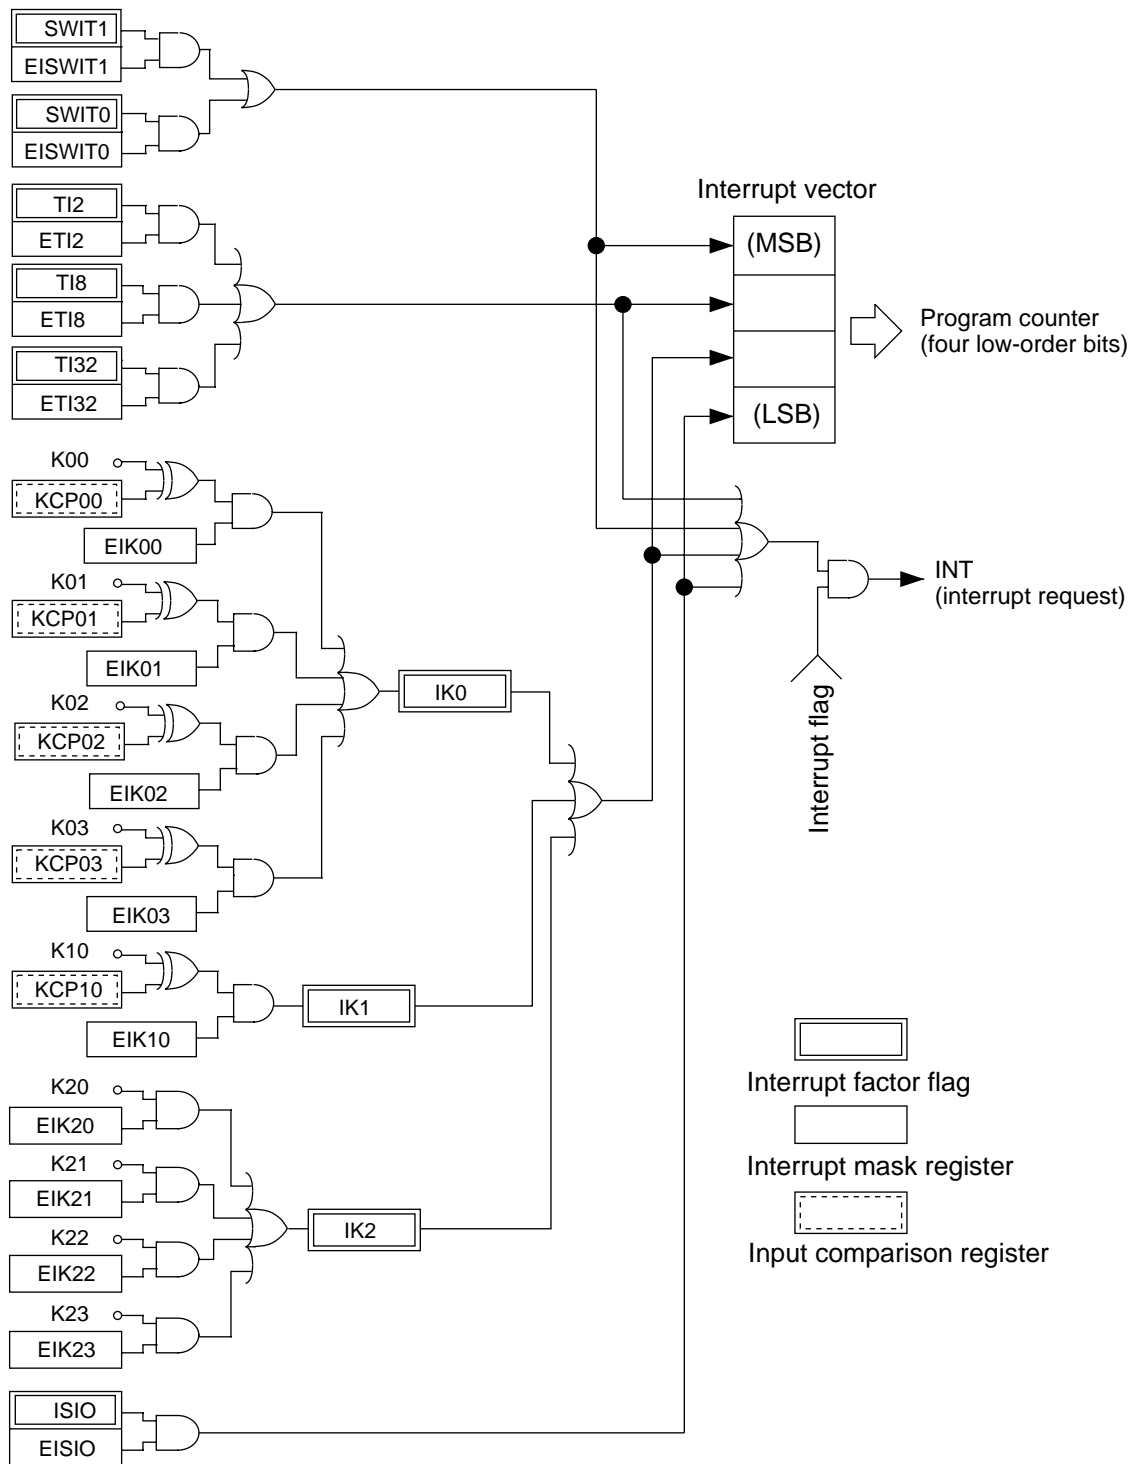 SWIT1
EISWIT1
SWIT0
EISWIT0
TI2
ETI2
TI8
ETI8
TI32
ETI32
Interrupt vector
(MSB)
(LSB)
Program counter
(four low-order bits)
K00
KCP00
EIK00
K01
KCP01
EIK01
K02
KCP02
EIK02
K03
KCP03
EIK03
IK0
INT
(interrupt request)
Interrupt flag
K10
KCP10
EIK10
IK1
K20
EIK20
K21
EIK21
K22
EIK22
K23
EIK23
IK2
ISIO
EISIO
Interrupt factor flag
Interrupt mask register
Input comparison register